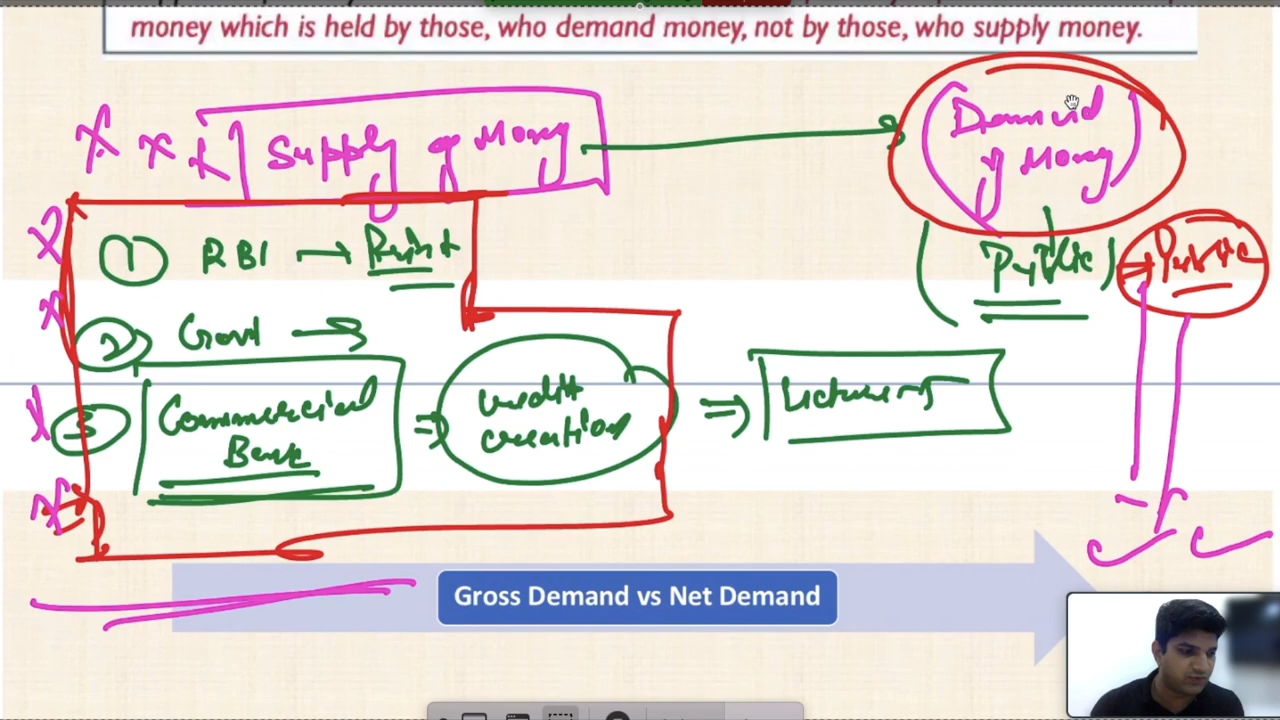 money which is held by those, who demand money, not by those, who supply money.
Supply of Money
Demand of Money
① RBI → Print
Public
Public
② Govt →
③ Commercial Bank ⇒ credit creation ⇒
Gross Demand vs Net Demand